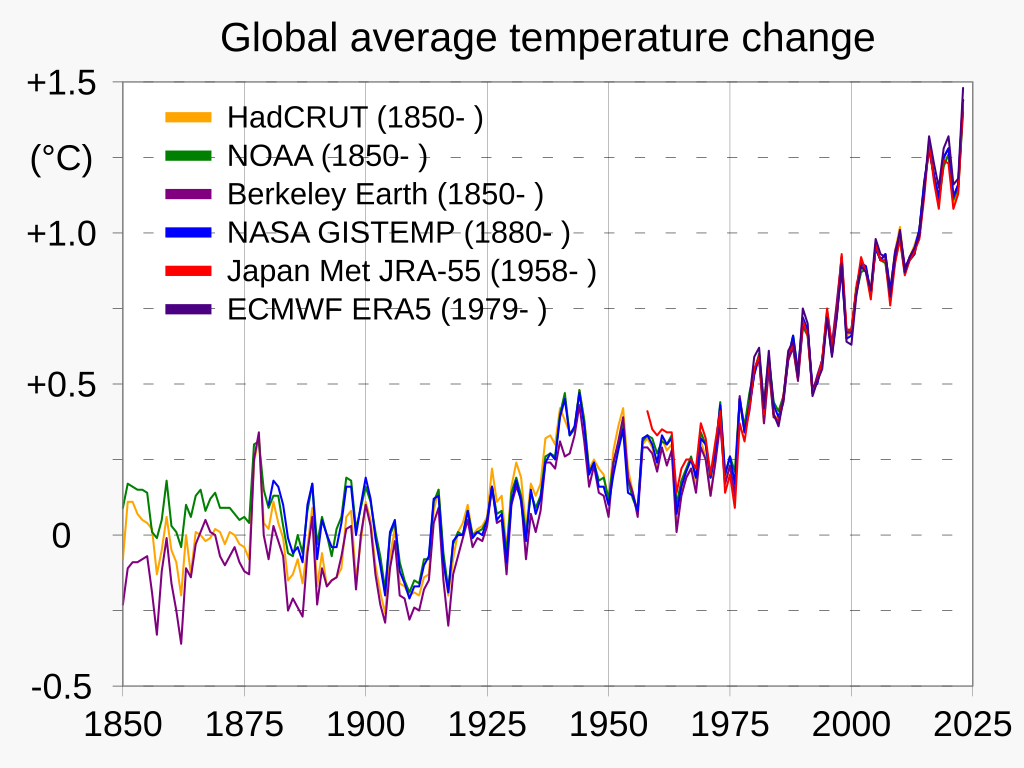 Global average temperature change
+1.5
(°C)
+1.0
+0.5
0
-0.5
HadCRUT (1850- )
NOAA (1850- )
Berkeley Earth (1850- )
NASA GISTEMP (1880- )
Japan Met JRA-55 (1958- )
ECMWF ERA5 (1979- )
1850 1875 1900 1925 1950 1975 2000 2025